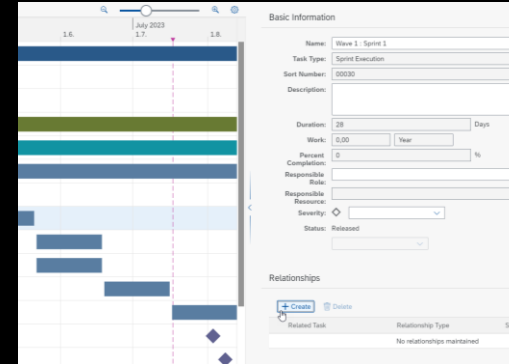 July 2023
1.6.
1.7.
1.8.
Basic Information
Name: Wave 1 : Sprint 1
Task Type: Sprint Execution
Sort Number: 00030
Description:
Duration: 28 Days
Work: 0,00 Year
Percent Completion: 0 %
Responsible Role:
Responsible Resource:
Severity:
Status: Released
Relationships
+ Create Delete
Related Task Relationship Type S
No relationships maintained